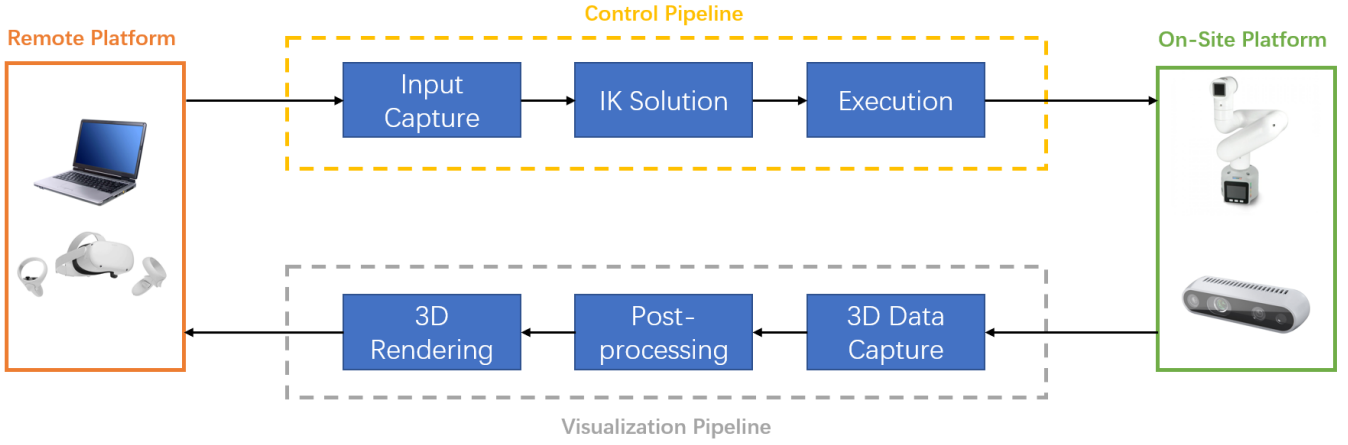 Control Pipeline
Remote Platform
On-Site Platform
Input
Capture
IK Solution
Execution
3D
Rendering
Post-
processing
3D Data
Capture
Visualization Pipeline